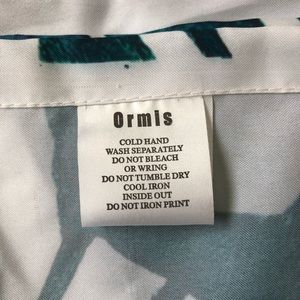 Ormis
COLD HAND
WASH SEPARATELY
DO NOT BLEACH
OR WRING
DO NOT TUMBLE DRY
COOL IRON
INSIDE OUT
DO NOT IRON PRINT